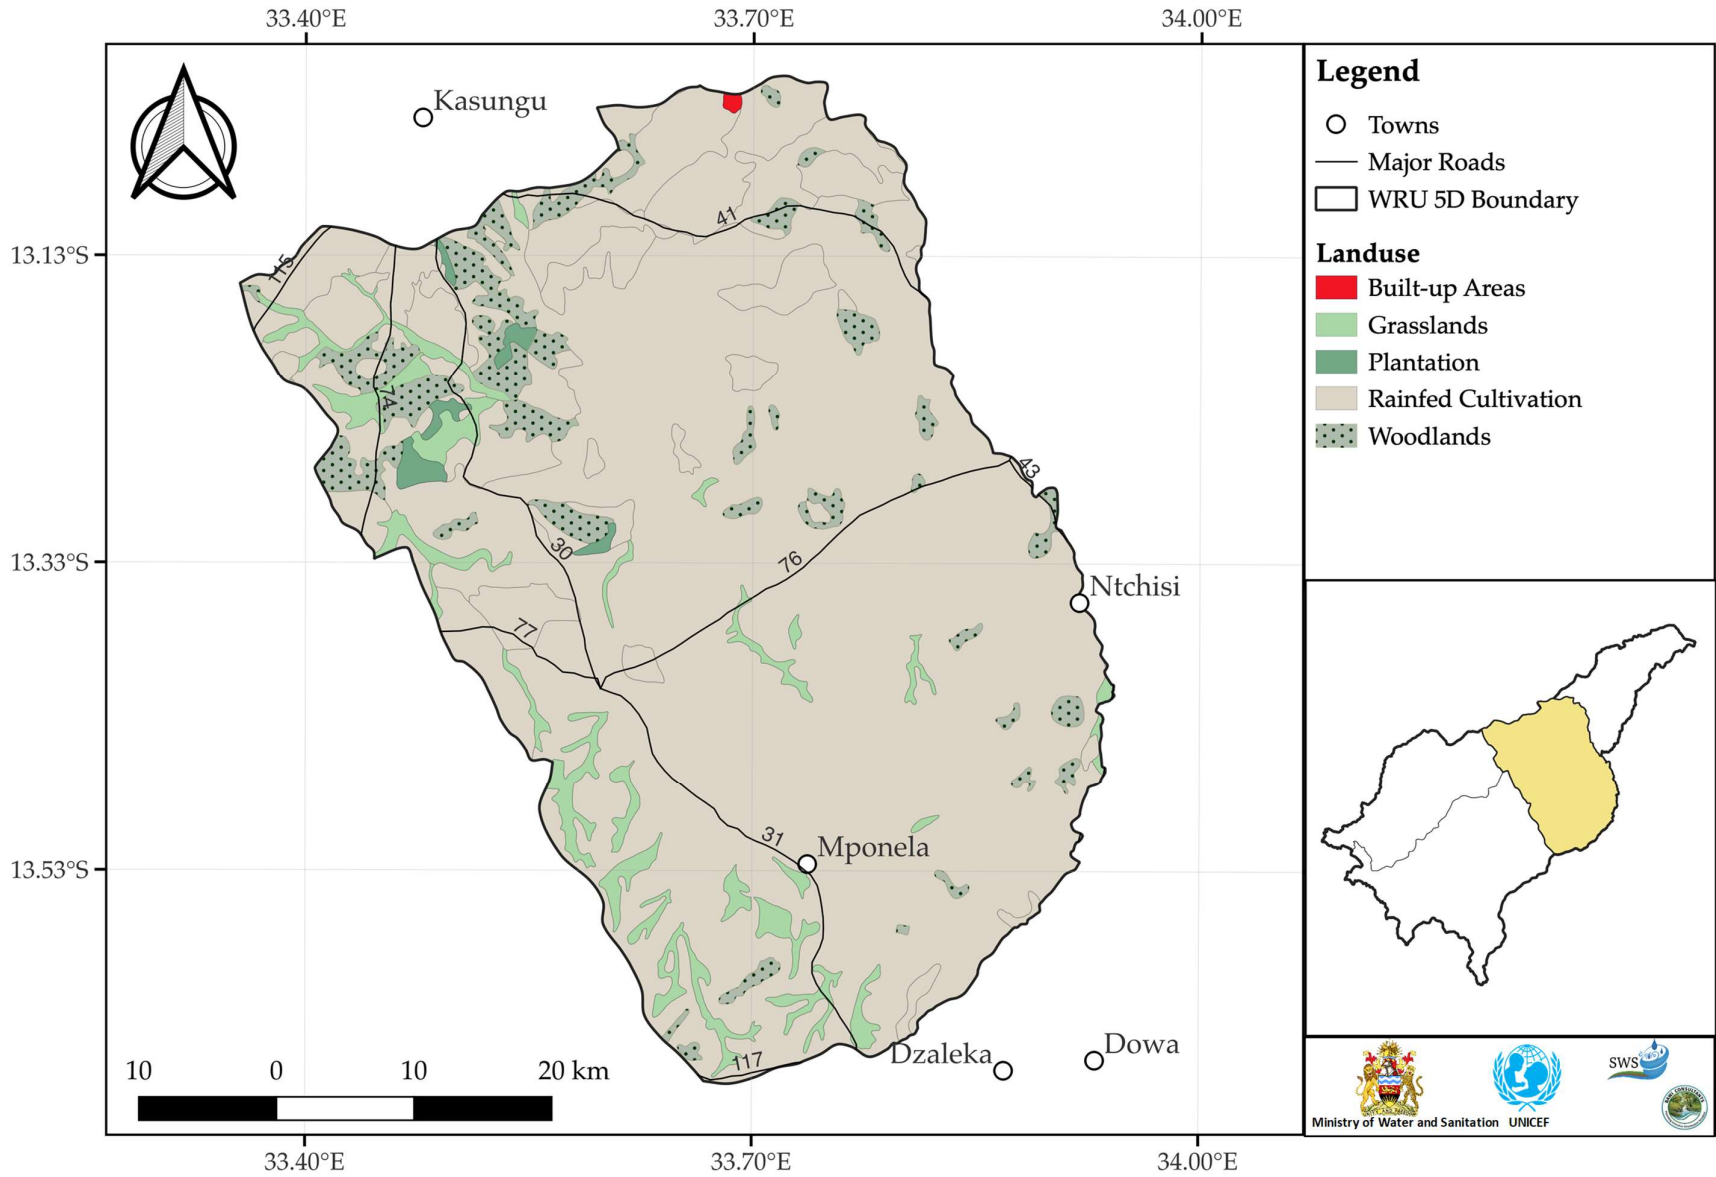 33.40°E
33.70°E
34.00°E
Kasungu
41
13.13°S
115
74
43
13.33°S
30
76
Ntchisi
77
31
Mponela
13.53°S
Dzaleka
Dowa
117
10 0 10 20 km
33.40°E
33.70°E
34.00°E
Legend
Towns
Major Roads
WRU 5D Boundary
Landuse
Built-up Areas
Grasslands
Plantation
Rainfed Cultivation
Woodlands
SWS
Ministry of Water and Sanitation
UNICEF